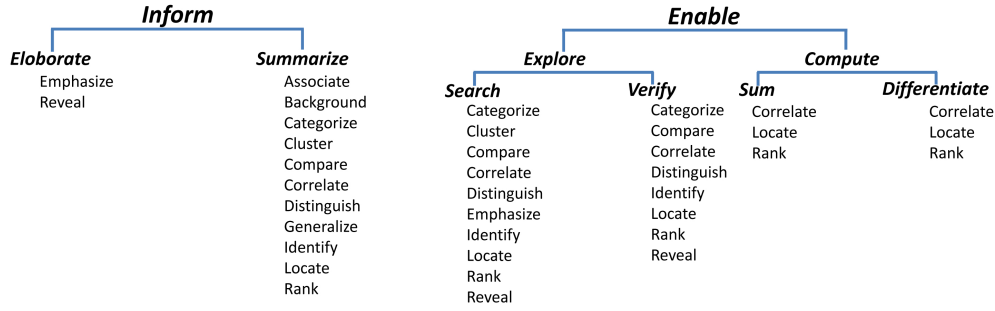 Inform
Eloborate
Emphasize
Reveal
Summarize
Associate
Background
Categorize
Cluster
Compare
Correlate
Distinguish
Generalize
Identify
Locate
Rank
Enable
Explore
Search
Categorize
Cluster
Compare
Correlate
Distinguish
Emphasize
Identify
Locate
Rank
Reveal
Verify
Categorize
Compare
Correlate
Distinguish
Identify
Locate
Rank
Reveal
Compute
Sum
Correlate
Locate
Rank
Differentiate
Correlate
Locate
Rank